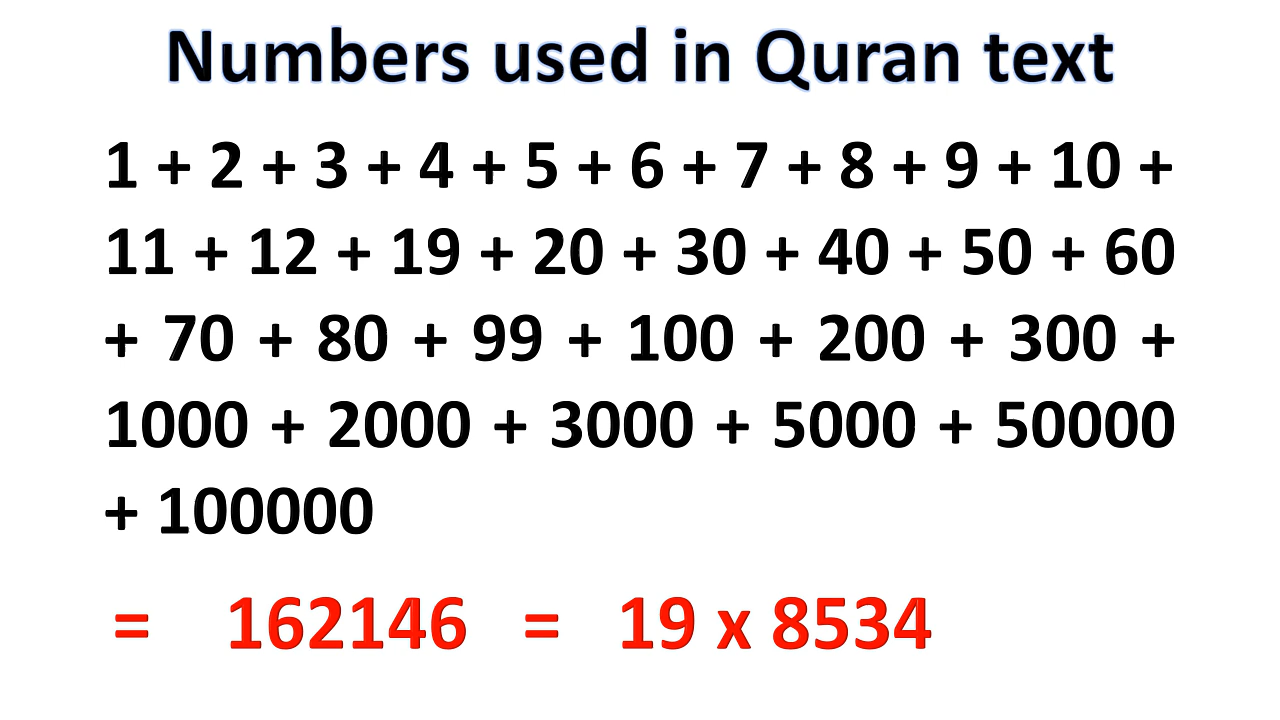 Numbers used in Quran text
1 + 2 + 3 + 4 + 5 + 6 + 7 + 8 + 9 + 10 +
11 + 12 + 19 + 20 + 30 + 40 + 50 + 60
+ 70 + 80 + 99 + 100 + 200 + 300 +
1000 + 2000 + 3000 + 5000 + 50000
+ 100000
= 162146 = 19 x 8534